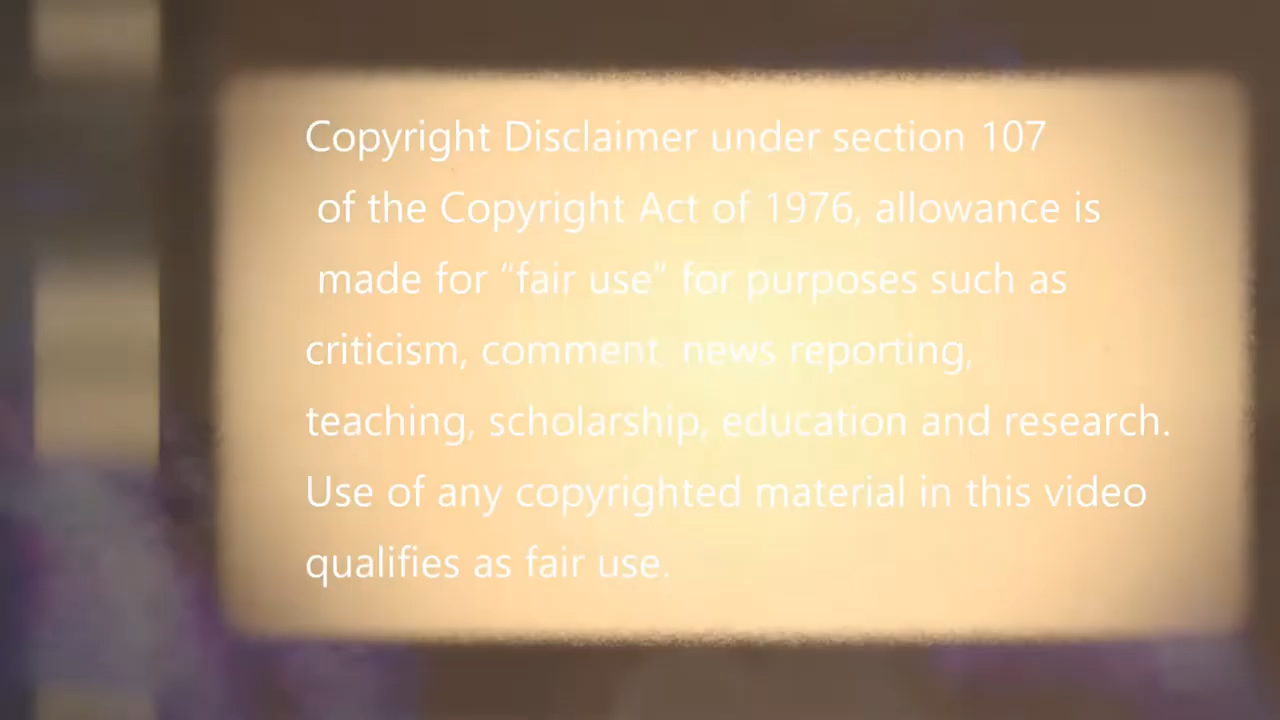 Copyright Disclaimer under section 107
of the Copyright Act of 1976, allowance is
made for “fair use” for purposes such as
criticism, comment, news reporting,
teaching, scholarship, education and research.
Use of any copyrighted material in this video
qualifies as fair use.